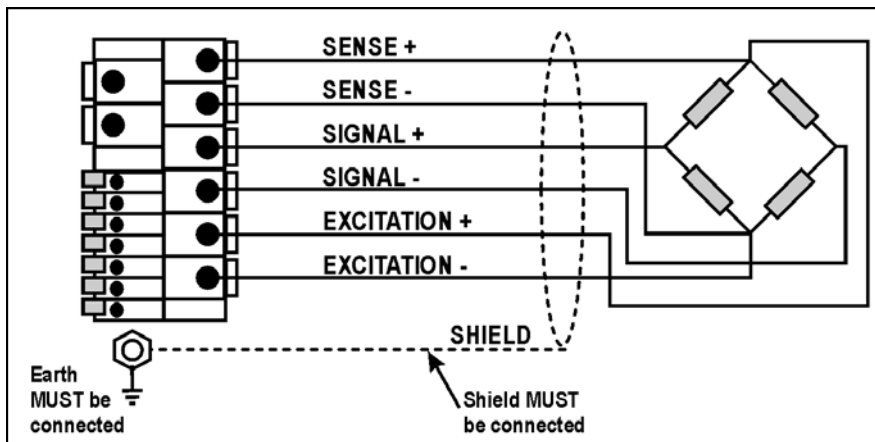 SENSE +
SENSE -
SIGNAL +
SIGNAL -
EXCITATION +
EXCITATION -
SHIELD
Earth
MUST be
connected
Shield MUST
be connected